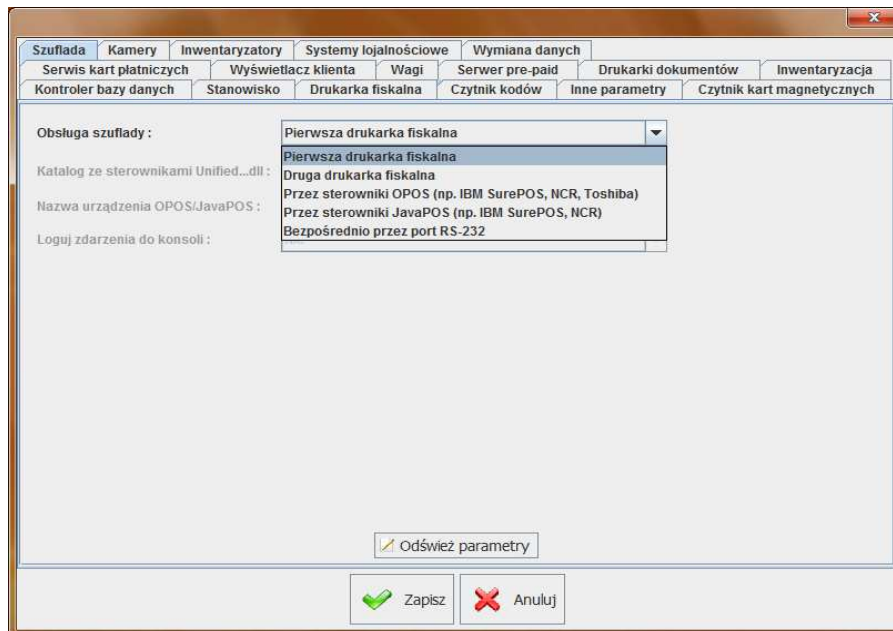 Szuflada Kamery Inwentaryzatory Systemy lojalnościowe Wymiana danych
Serwis kart płatniczych Wyświetlacz klienta Wagi Serwer pre-paid Drukarki dokumentów Inwentaryzacja
Kontroler bazy danych Stanowisko Drukarka fiskalna Czytnik kodów Inne parametry Czytnik kart magnetycznych
Obsługa szuflady : Pierwsza drukarka fiskalna
Pierwsza drukarka fiskalna
Katalog ze sterownikami Unified...dll : Druga drukarka fiskalna
Przez sterowniki OPOS (np. IBM SurePOS, NCR, Toshiba)
Nazwa urządzenia OPOS/JavaPOS : Przez sterowniki JavaPOS (np. IBM SurePOS, NCR)
Bezpośrednio przez port RS-232
Loguj zdarzenia do konsoli :
Odśwież parametry
Zapisz Anuluj